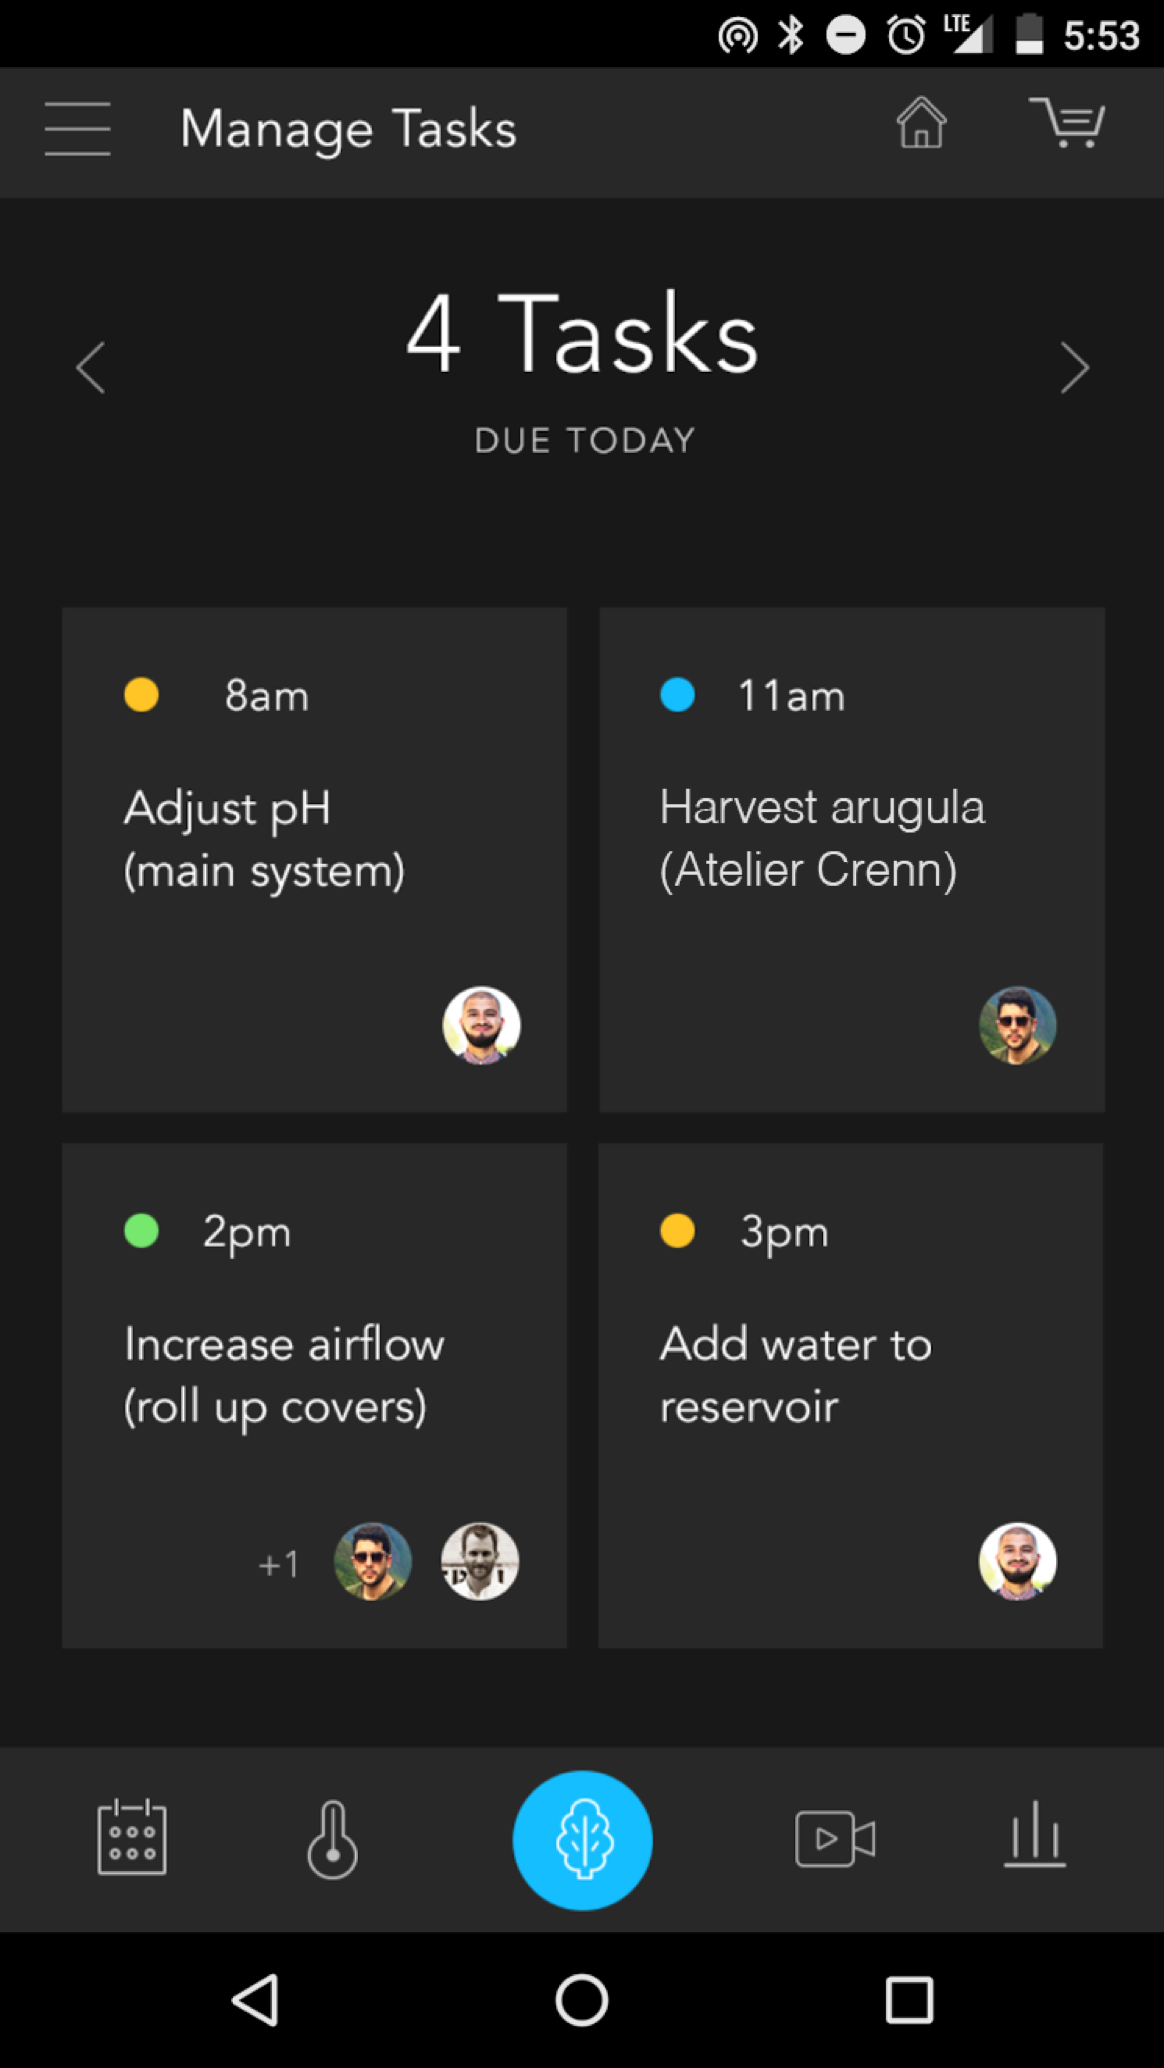 LTE 5:53
Manage Tasks
4 Tasks
DUE TODAY
8am
Adjust pH
(main system)
11am
Harvest arugula
(Atelier Crenn)
2pm
Increase airflow
(roll up covers)
+1
3pm
Add water to
reservoir